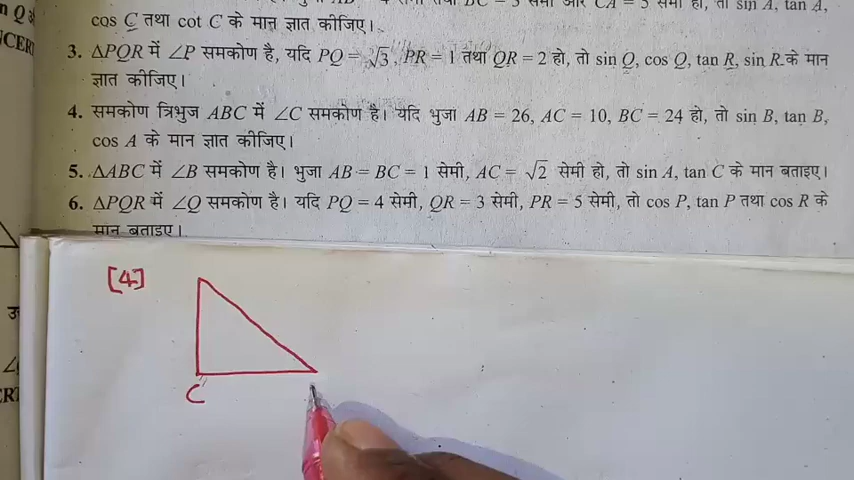 cos C तथा cot C के मान ज्ञात कीजिए।
3. ΔPQR में ∠P समकोण है, यदि PQ = √3, PR = 1 तथा QR = 2 हो, तो sin Q, cos Q, tan R, sin R के मान
ज्ञात कीजिए।
4. समकोण त्रिभुज ABC में ∠C समकोण है। यदि भुजा AB = 26, AC = 10, BC = 24 हो, तो sin B, tan B,
cos A के मान ज्ञात कीजिए।
5. ΔABC में ∠B समकोण है। भुजा AB = BC = 1 सेमी, AC = √2 सेमी हो, तो sin A, tan C के मान बताइए।
6. ΔPQR में ∠Q समकोण है। यदि PQ = 4 सेमी, QR = 3 सेमी, PR = 5 सेमी, तो cos P, tan P तथा cos R के
मान बताइए।
[4]
C